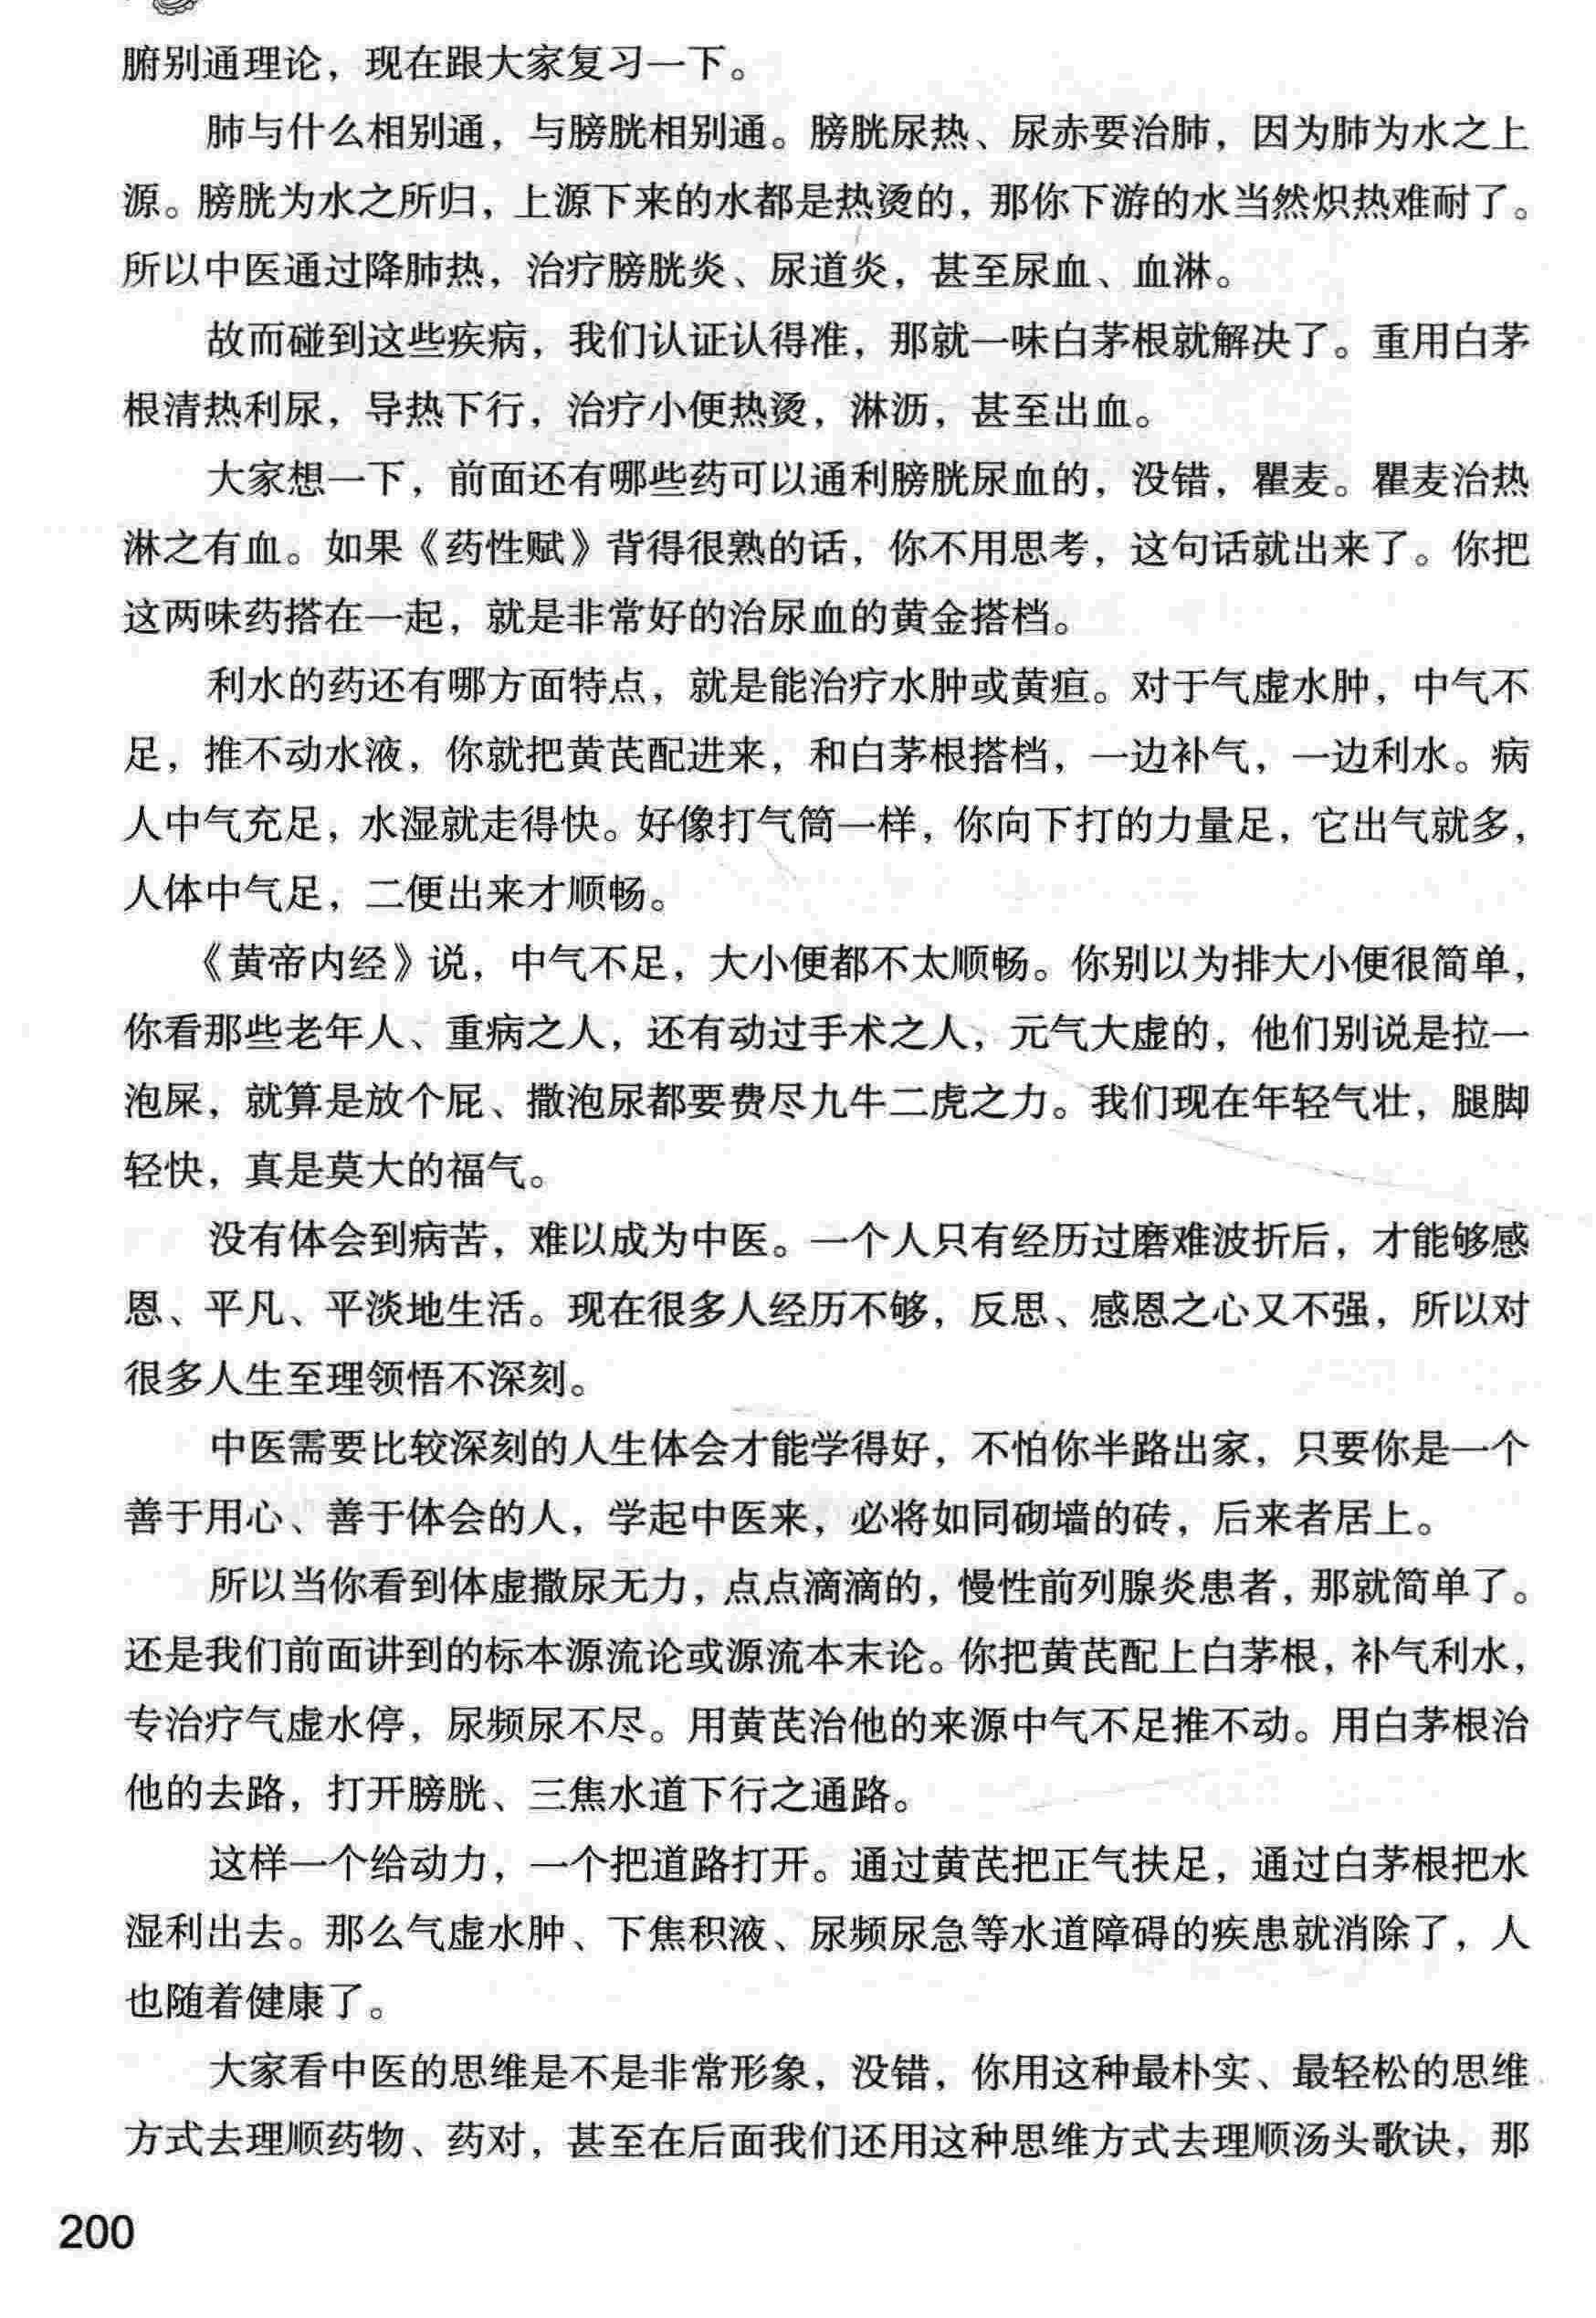 腑别通理论，现在跟大家复习一下。
肺与什么相别通，与膀胱相别通。膀胱尿热、尿赤要治肺，因为肺为水之上
源。膀胱为水之所归，上源下来的水都是热烫的，那你下游的水当然炽热难耐了。
所以中医通过降肺热，治疗膀胱炎、尿道炎，甚至尿血、血淋。
故而碰到这些疾病，我们认证认得准，那就一味白茅根就解决了。重用白茅
根清热利尿，导热下行，治疗小便热烫，淋沥，甚至出血。
大家想一下，前面还有哪些药可以通利膀胱尿血的，没错，瞿麦。瞿麦治热
淋之有血。如果《药性赋》背得很熟的话，你不用思考，这句话就出来了。你把
这两味药搭在一起，就是非常好的治尿血的黄金搭档。
利水的药还有哪方面特点，就是能治疗水肿或黄疸。对于气虚水肿，中气不
足，推不动水液，你就把黄芪配进来，和白茅根搭档，一边补气，一边利水。病
人中气充足，水湿就走得快。好像打气筒一样，你向下打的力量足，它出气就多，
人体中气足，二便出来才顺畅。
《黄帝内经》说，中气不足，大小便都不太顺畅。你别以为排大小便很简单，
你看那些老年人、重病之人，还有动过手术之人，元气大虚的，他们别说是拉一
泡屎，就算是放个屁、撒泡尿都要费尽九牛二虎之力。我们现在年轻气壮，腿脚
轻快，真是莫大的福气。
没有体会到病苦，难以成为中医。一个人只有经历过磨难波折后，才能够感
恩、平凡、平淡地生活。现在很多人经历不够，反思、感恩之心又不强，所以对
很多人生至理领悟不深刻。
中医需要比较深刻的人生体会才能学得好，不怕你半路出家，只要你是一个
善于用心、善于体会的人，学起中医来，必将如同砌墙的砖，后来者居上。
所以当你看到体虚撒尿无力，点点滴滴的，慢性前列腺炎患者，那就简单了。
还是我们前面讲到的标本源流论或源流本末论。你把黄芪配上白茅根，补气利水，
专治疗气虚水停，尿频尿不尽。用黄芪治他的来源中气不足推不动。用白茅根治
他的去路，打开膀胱、三焦水道下行之通路。
这样一个给动力，一个把道路打开。通过黄芪把正气扶足，通过白茅根把水
湿利出去。那么气虚水肿、下焦积液、尿频尿急等水道障碍的疾患就消除了，人
也随着健康了。
大家看中医的思维是不是非常形象，没错，你用这种最朴实、最轻松的思维
方式去理顺药物、药对，甚至在后面我们还用这种思维方式去理顺汤头歌诀，那
200